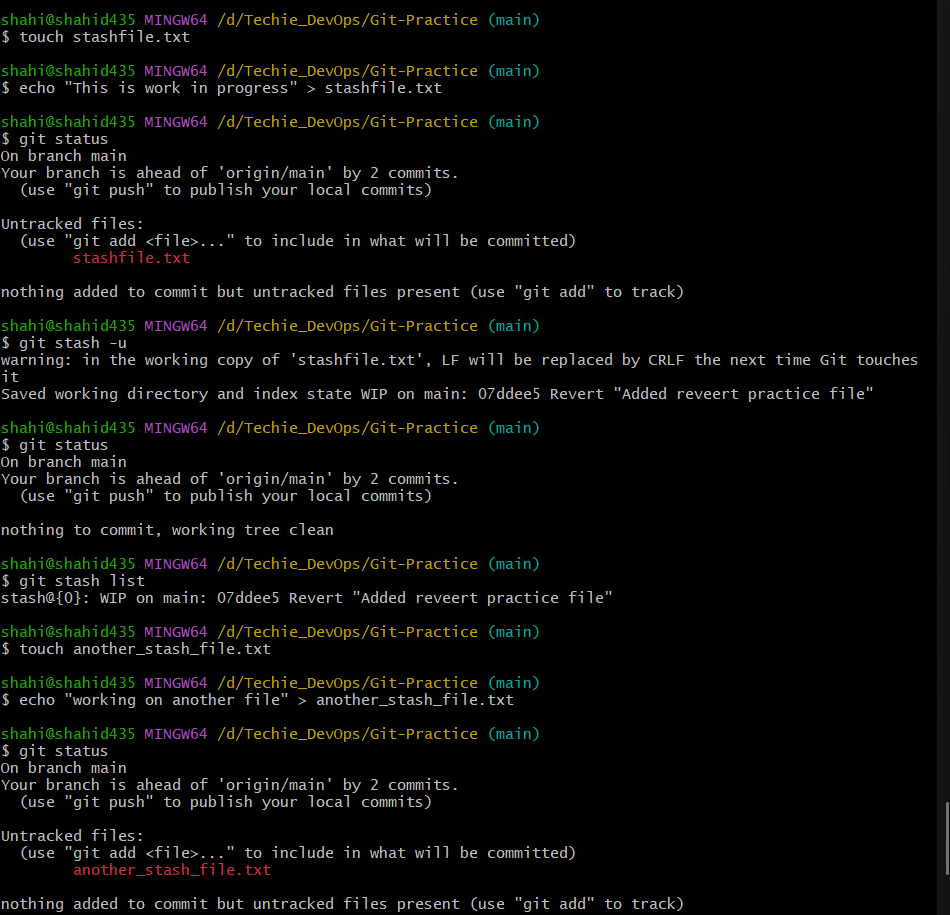 shahi@shahid435 MINGW64 /d/Techie_DevOps/Git-Practice (main)
$ touch stashfile.txt
shahi@shahid435 MINGW64 /d/Techie_DevOps/Git-Practice (main)
$ echo "This is work in progress" > stashfile.txt
shahi@shahid435 MINGW64 /d/Techie_DevOps/Git-Practice (main)
$ git status
On branch main
Your branch is ahead of 'origin/main' by 2 commits.
  (use "git push" to publish your local commits)
Untracked files:
  (use "git add <file>..." to include in what will be committed)
        stashfile.txt
nothing added to commit but untracked files present (use "git add" to track)
shahi@shahid435 MINGW64 /d/Techie_DevOps/Git-Practice (main)
$ git stash -u
warning: in the working copy of 'stashfile.txt', LF will be replaced by CRLF the next time Git touches
it
Saved working directory and index state WIP on main: 07ddee5 Revert "Added reveert practice file"
shahi@shahid435 MINGW64 /d/Techie_DevOps/Git-Practice (main)
$ git status
On branch main
Your branch is ahead of 'origin/main' by 2 commits.
  (use "git push" to publish your local commits)
nothing to commit, working tree clean
shahi@shahid435 MINGW64 /d/Techie_DevOps/Git-Practice (main)
$ git stash list
stash@{0}: WIP on main: 07ddee5 Revert "Added reveert practice file"
shahi@shahid435 MINGW64 /d/Techie_DevOps/Git-Practice (main)
$ touch another_stash_file.txt
shahi@shahid435 MINGW64 /d/Techie_DevOps/Git-Practice (main)
$ echo "working on another file" > another_stash_file.txt
shahi@shahid435 MINGW64 /d/Techie_DevOps/Git-Practice (main)
$ git status
On branch main
Your branch is ahead of 'origin/main' by 2 commits.
  (use "git push" to publish your local commits)
Untracked files:
  (use "git add <file>..." to include in what will be committed)
        another_stash_file.txt
nothing added to commit but untracked files present (use "git add" to track)